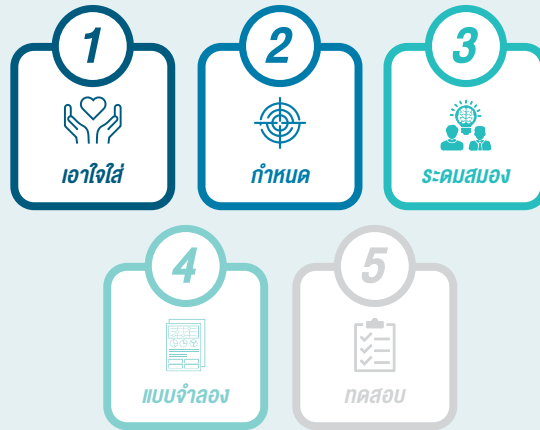 1
เอาใจใส่
2
กำหนด
3
ระดมสมอง
4
แบบจำลอง
5
ทดสอบ